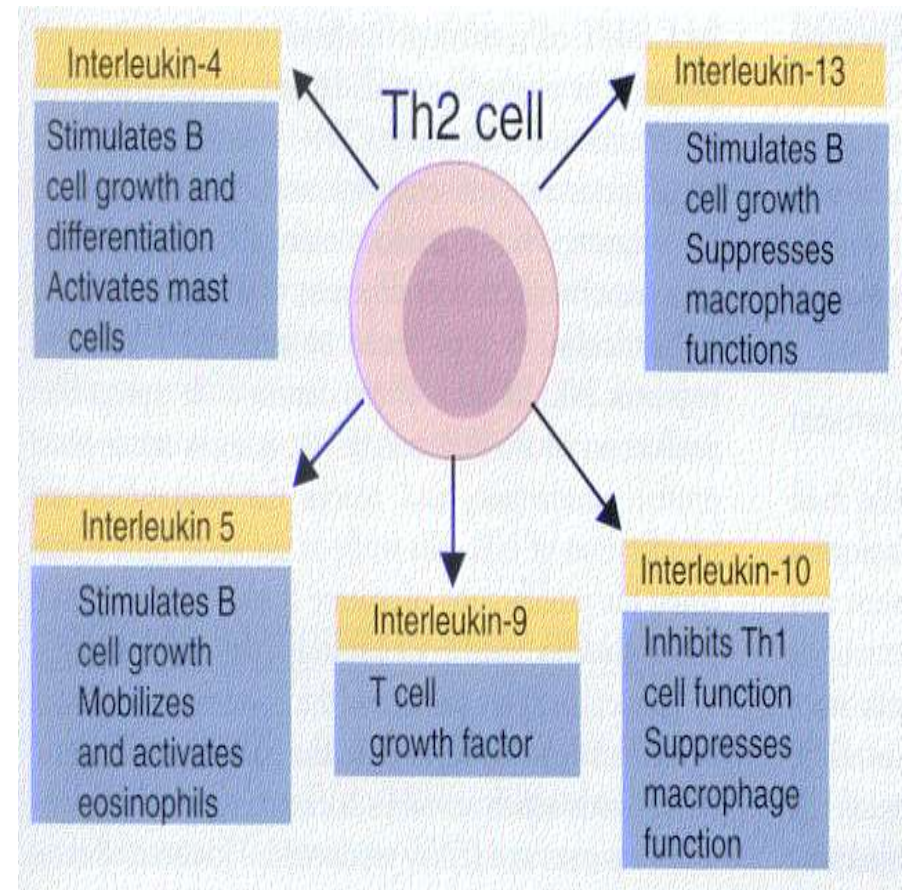 Th2 cell
Interleukin-4
Stimulates B
cell growth and
differentiation
Activates mast
cells
Interleukin-13
Stimulates B
cell growth
Suppresses
macrophage
functions
Interleukin 5
Stimulates B
cell growth
Mobilizes
and activates
eosinophils
Interleukin-9
T cell
growth factor
Interleukin-10
Inhibits Th1
cell function
Suppresses
macrophage
function